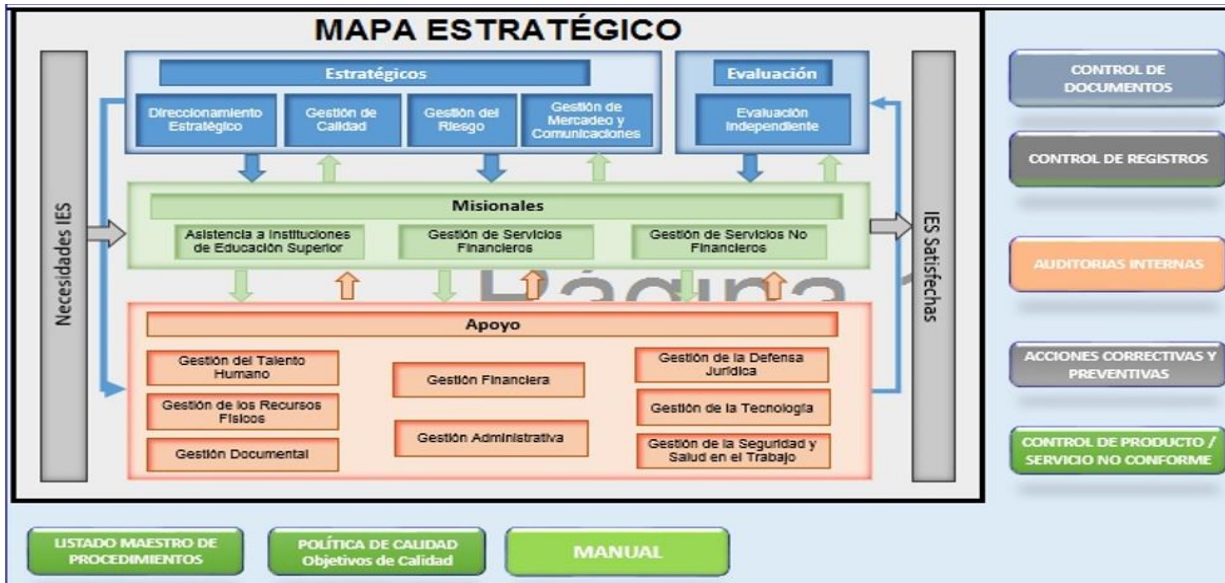 MAPA ESTRATÉGICO
Necesidades IES
Estratégicos
Direccionamiento
Estratégico
Gestión de
Calidad
Gestión del
Riesgo
Gestión de
Mercadeo y
Comunicaciones
Evaluación
Evaluación
Independiente
Misionales
Asistencia a Instituciones
de Educación Superior
Gestión de Servicios
Financieros
Gestión de Servicios No
Financieros
Página 1
Apoyo
Gestión del Talento
Humano
Gestión de los Recursos
Físicos
Gestión Documental
Gestión Financiera
Gestión Administrativa
Gestión de la Defensa
Jurídica
Gestión de la Tecnología
Gestión de la Seguridad y
Salud en el Trabajo
IES Satisfechas
CONTROL DE
DOCUMENTOS
CONTROL DE REGISTROS
AUDITORIAS INTERNAS
ACCIONES CORRECTIVAS Y
PREVENTIVAS
CONTROL DE PRODUCTO /
SERVICIO NO CONFORME
LISTADO MAESTRO DE
PROCEDIMIENTOS
POLÍTICA DE CALIDAD
Objetivos de Calidad
MANUAL